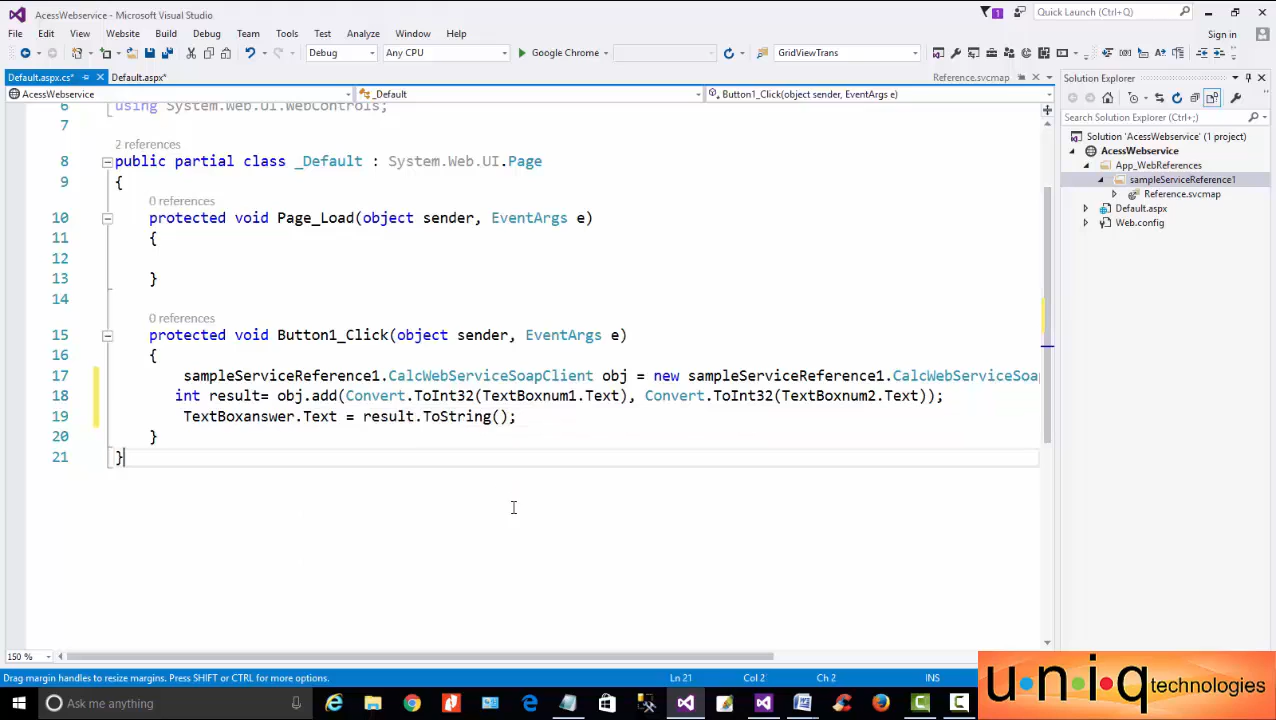 AcessWebservice - Microsoft Visual Studio
1
Quick Launch (Ctrl+Q)
File Edit View Website Build Debug Team Tools Test Analyze Window Help
Sign in
Debug Any CPU Google Chrome GridViewTrans
Default.aspx.cs* Default.aspx* Reference.svcmap
AcessWebservice _Default Button1_Click(object sender, EventArgs e)
Solution Explorer
Search Solution Explorer (Ctrl+;)
Solution 'AcessWebservice' (1 project)
AcessWebservice
App_WebReferences
sampleServiceReference1
Reference.svcmap
Default.aspx
Web.config
6 using System.Web.UI.WebControls;
7
2 references
8 public partial class _Default : System.Web.UI.Page
9 {
0 references
10 protected void Page_Load(object sender, EventArgs e)
11 {
12
13 }
14
0 references
15 protected void Button1_Click(object sender, EventArgs e)
16 {
17 sampleServiceReference1.CalcWebServiceSoapClient obj = new sampleServiceReference1.CalcWebServiceSoa
18 int result= obj.add(Convert.ToInt32(TextBoxnum1.Text), Convert.ToInt32(TextBoxnum2.Text));
19 TextBoxanswer.Text = result.ToString();
20 }
21 }
150 %
Drag margin handles to resize margins. Press SHIFT or CTRL for more options. Ln 21 Col 2 Ch 2 INS
Ask me anything
uniq technologies